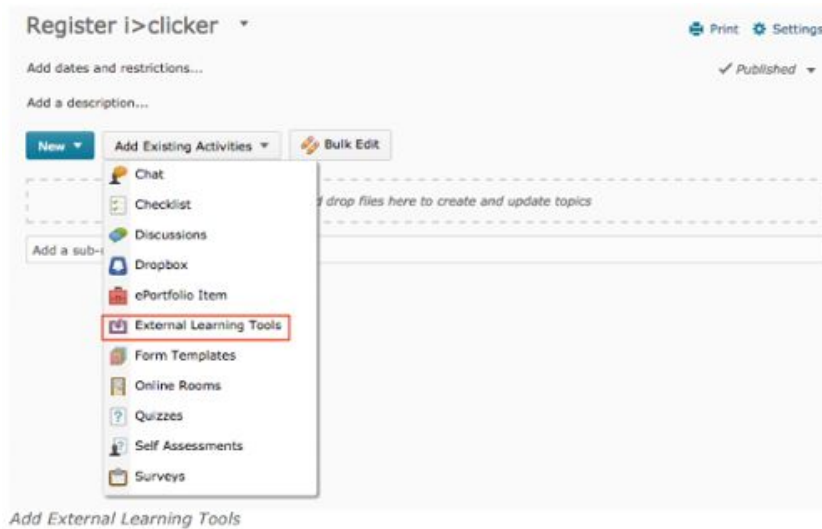 Register i>clicker
Print Settings
Add dates and restrictions...
Published
Add a description...
New Add Existing Activities Bulk Edit
Chat
drop files here to create and update topics
Checklist
Discussions
Add a sub-
Dropbox
ePortfolio Item
External Learning Tools
Form Templates
Online Rooms
Quizzes
Self Assessments
Surveys
Add External Learning Tools